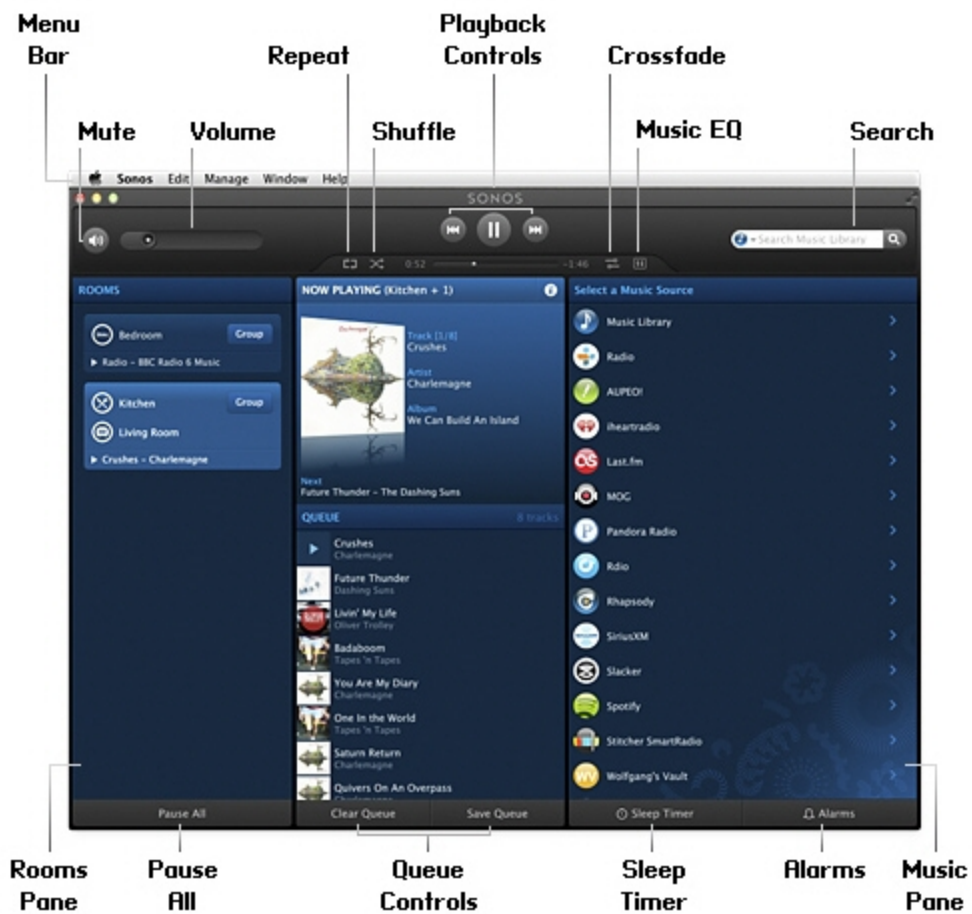 Menu
Bar
Repeat
Playback
Controls
Crossfade
Mute
Volume
Shuffle
Music EQ
Search
Sonos Edit Manage Window Help
SONOS
Search Music Library
0:52
-1:46
ROOMS
Bedroom
Group
Radio - BBC Radio 6 Music
Kitchen
Group
Living Room
Crushes - Charlemagne
NOW PLAYING (Kitchen + 1)
Track [1/8]
Crushes
Artist
Charlemagne
Album
We Can Build An Island
Next
Future Thunder - The Dashing Suns
QUEUE
8 tracks
Crushes
Charlemagne
Future Thunder
Dashing Suns
Livin' My Life
Oliver Trolley
Badaboom
Tapes 'n Tapes
You Are My Diary
Charlemagne
One In the World
Tapes 'n Tapes
Saturn Return
Charlemagne
Quivers On An Overpass
Charlemagne
Select a Music Source
Music Library
Radio
AUPEO!
iheartradio
Last.fm
MOG
Pandora Radio
Rdio
Rhapsody
SiriusXM
Slacker
Spotify
Stitcher SmartRadio
Wolfgang's Vault
Pause All
Clear Queue
Save Queue
Sleep Timer
Alarms
Rooms
Pane
Pause
All
Queue
Controls
Sleep
Timer
Alarms
Music
Pane